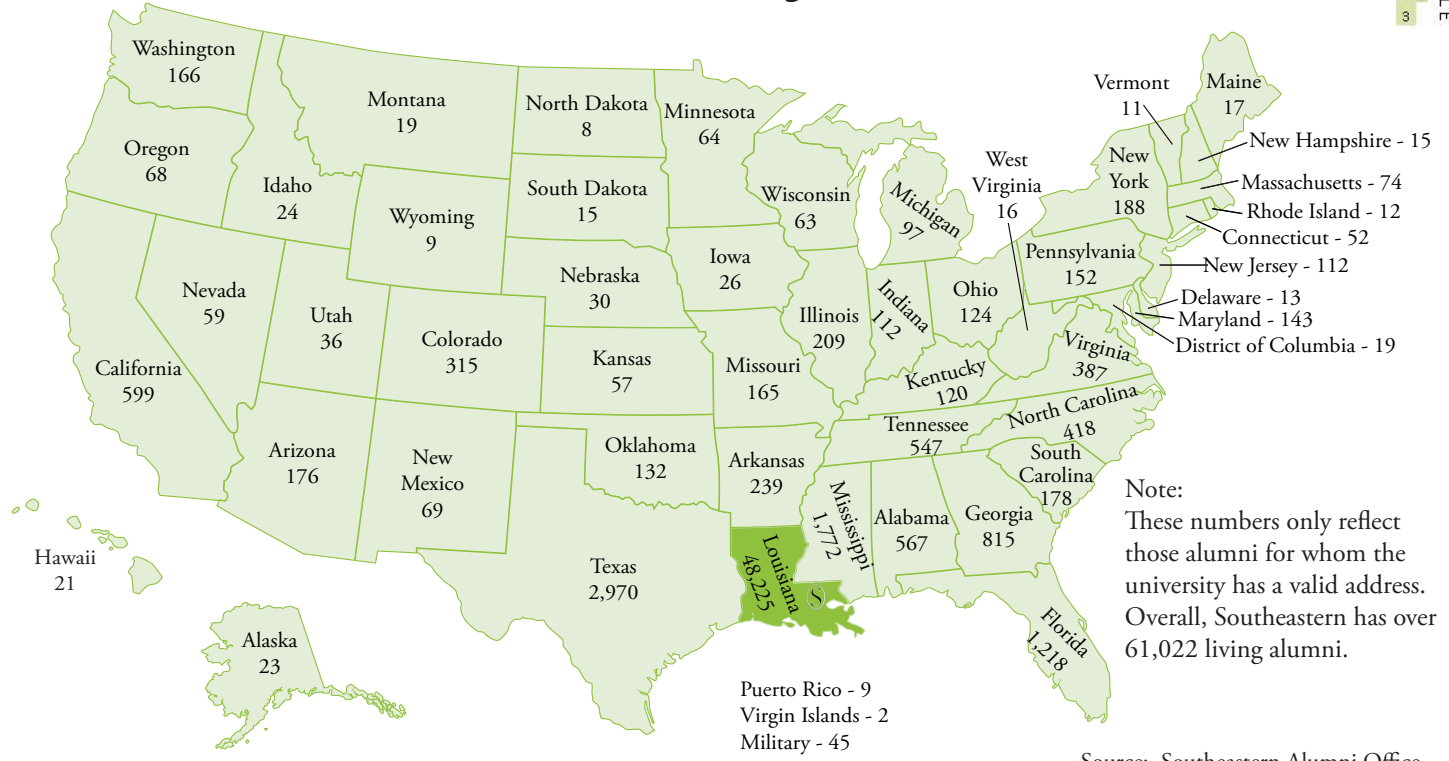 3
Washington
166
Oregon
68
Idaho
24
Montana
19
North Dakota
8
Minnesota
64
South Dakota
15
Wyoming
9
Wisconsin
63
Michigan
97
West
Virginia
16
Vermont
11
Maine
17
New Hampshire - 15
New
York
188
Massachusetts - 74
Rhode Island - 12
Connecticut - 52
New Jersey - 112
Pennsylvania
152
Delaware - 13
Maryland - 143
District of Columbia - 19
Nevada
59
Utah
36
Colorado
315
Nebraska
30
Iowa
26
Illinois
209
Indiana
112
Ohio
124
California
599
Kansas
57
Missouri
165
Kentucky
120
Virginia
387
North Carolina
418
Tennessee
547
South
Carolina
178
Arizona
176
New
Mexico
69
Oklahoma
132
Arkansas
239
Mississippi
1,772
Alabama
567
Georgia
815
Texas
2,970
Louisiana
48,225
S
Florida
1,218
Hawaii
21
Alaska
23
Puerto Rico - 9
Virgin Islands - 2
Military - 45
Note:
These numbers only reflect
those alumni for whom the
university has a valid address.
Overall, Southeastern has over
61,022 living alumni.
Source: Southeastern Alumni Office